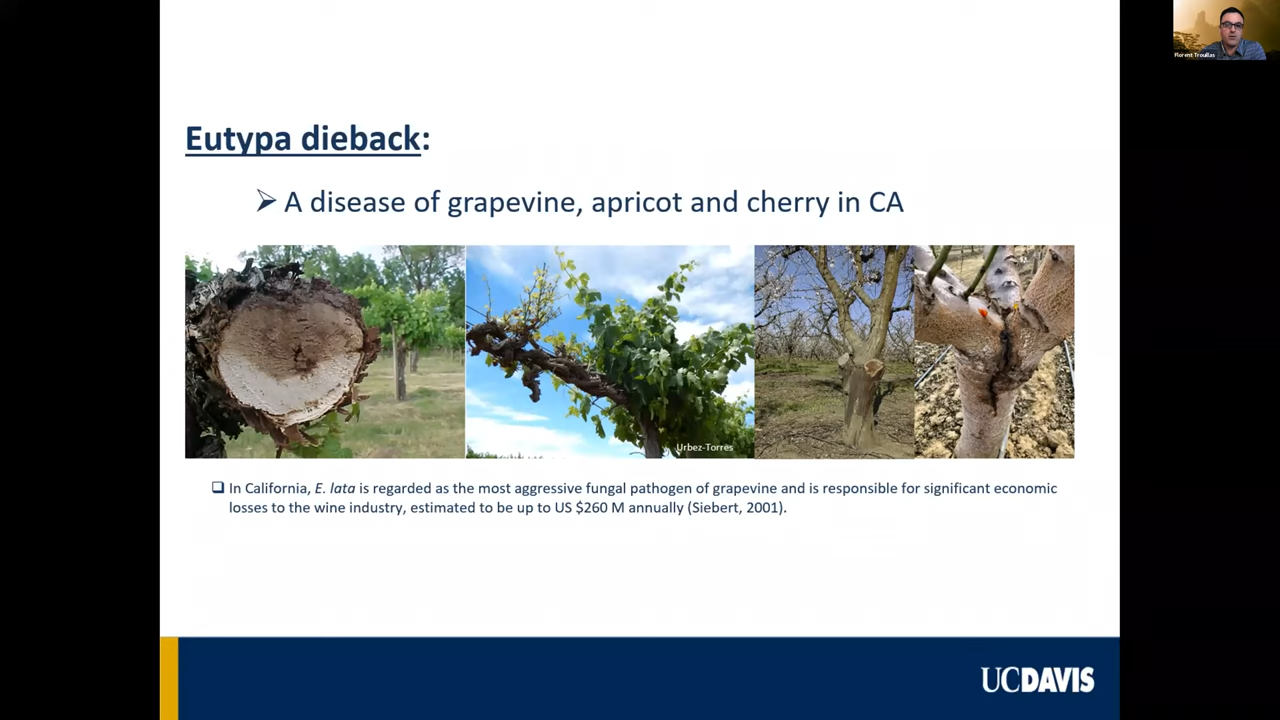 Florent Trouillas
Eutypa dieback:
A disease of grapevine, apricot and cherry in CA
Urbez-Torres
In California, E. lata is regarded as the most aggressive fungal pathogen of grapevine and is responsible for significant economic
losses to the wine industry, estimated to be up to US $260 M annually (Siebert, 2001).
UCDAVIS